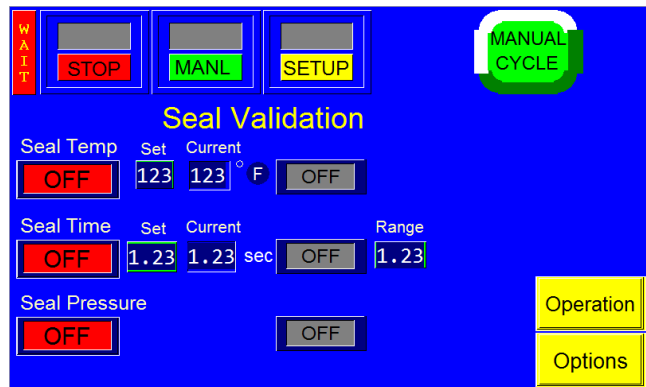 WAIT
STOP
MANL
SETUP
MANUAL
CYCLE
Seal Validation
Seal Temp Set Current
OFF 123 123 ° F OFF
Seal Time Set Current Range
OFF 1.23 1.23 sec OFF 1.23
Seal Pressure
OFF OFF
Operation
Options